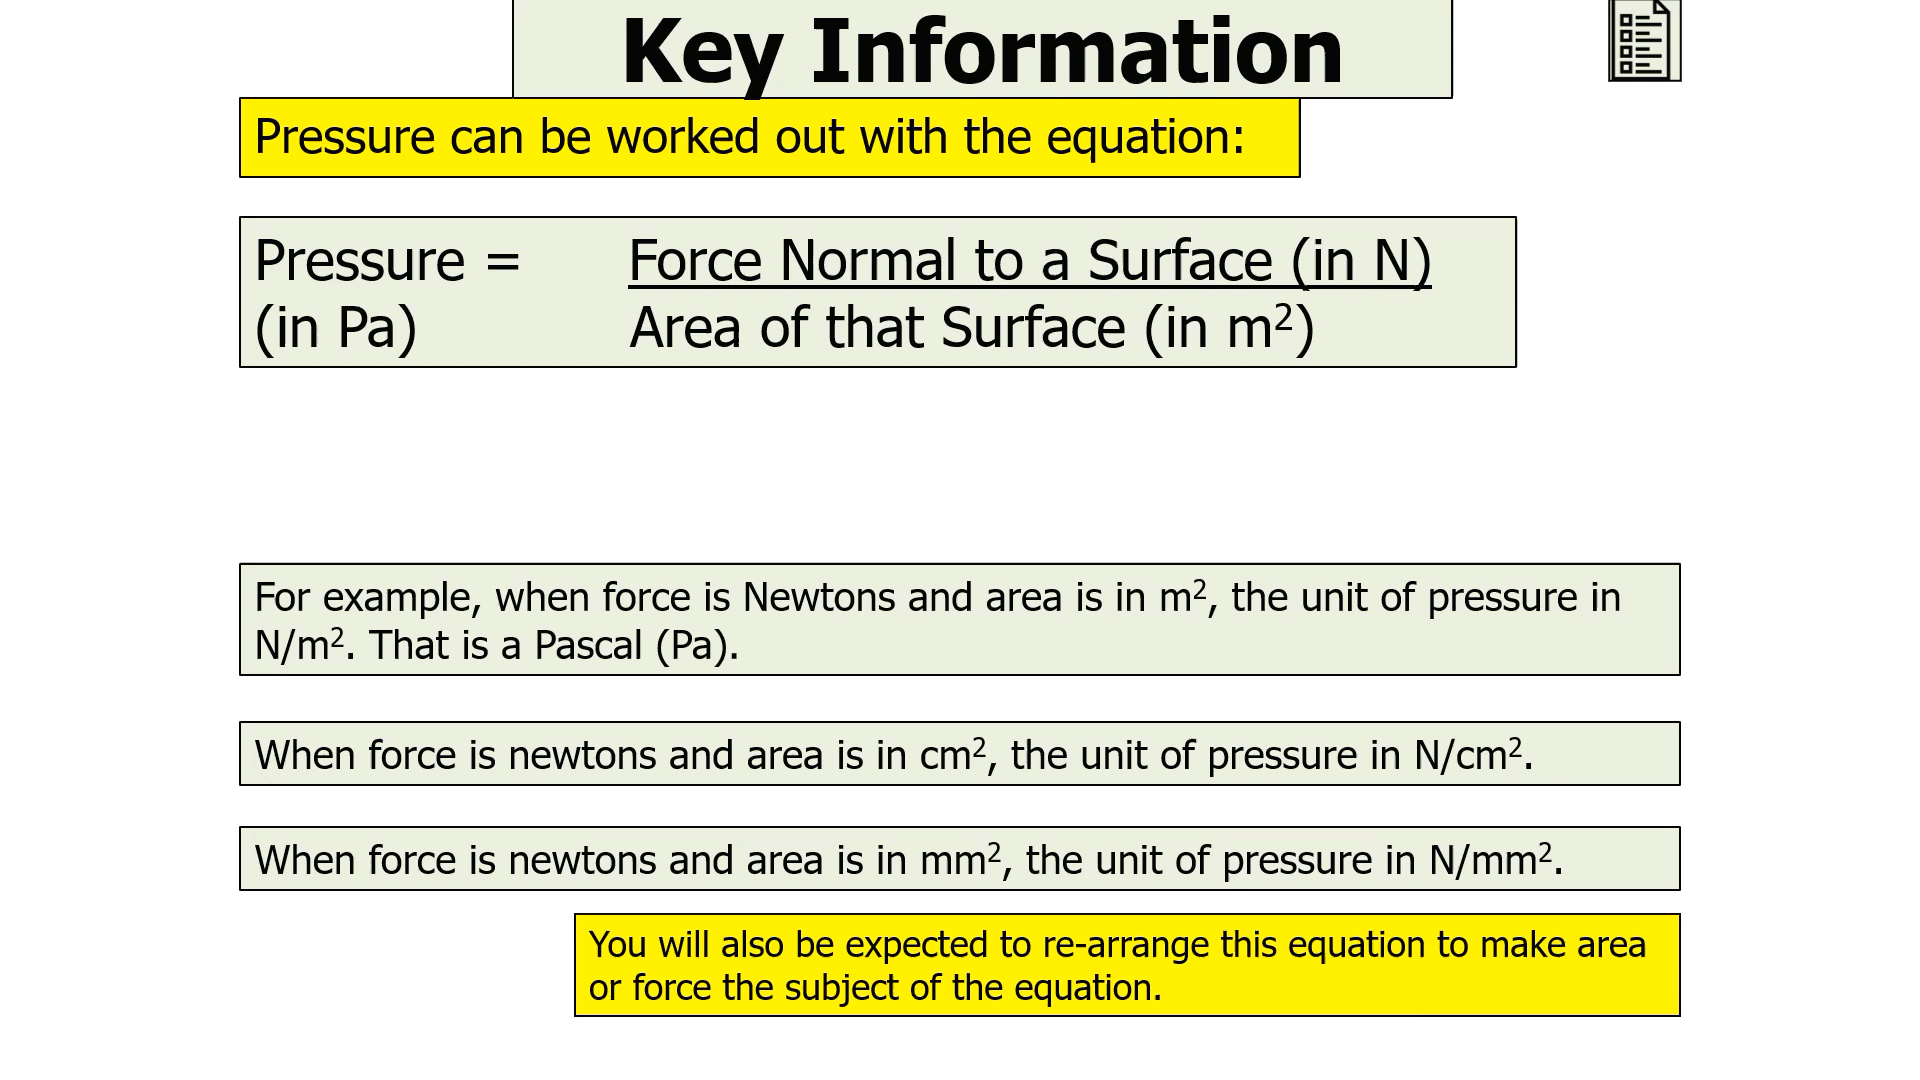 Key Information
Pressure can be worked out with the equation:
Pressure = Force Normal to a Surface (in N)
(in Pa) Area of that Surface (in m²)
For example, when force is Newtons and area is in m², the unit of pressure in
N/m². That is a Pascal (Pa).
When force is newtons and area is in cm², the unit of pressure in N/cm².
When force is newtons and area is in mm², the unit of pressure in N/mm².
You will also be expected to re-arrange this equation to make area
or force the subject of the equation.